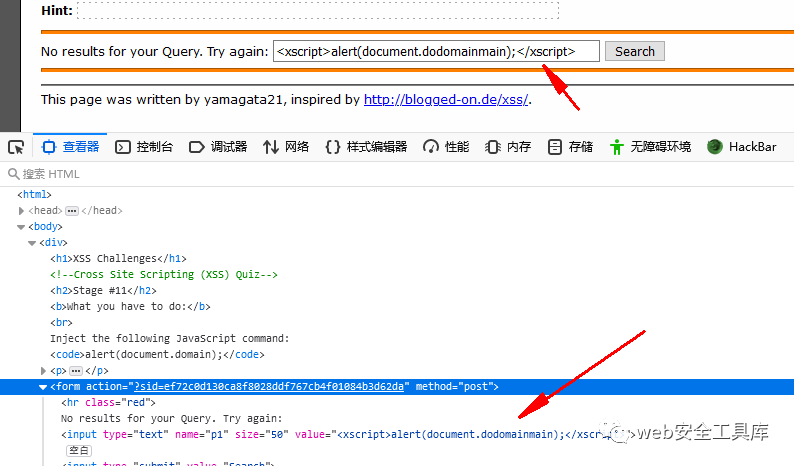 Hint:
No results for your Query. Try again: <xscript>alert(document.dodomainmain);</xscript> Search
This page was written by yamagata21, inspired by http://blogged-on.de/xss/.
查看器 控制台 调试器 网络 样式编辑器 性能 内存 存储 无障碍环境 HackBar
搜索 HTML
<html>
<head> ••• </head>
<body>
<div>
<h1>XSS Challenges</h1>
<!--Cross Site Scripting (XSS) Quiz-->
<h2>Stage #11</h2>
<b>What you have to do:</b>
<br>
Inject the following JavaScript command:
<code>alert(document.domain);</code>
<p> ••• </p>
<form action="?sid=ef72c0d130ca8f8028ddf767cb4f01084b3d62da" method="post">
<hr class="red">
No results for your Query. Try again:
<input type="text" name="p1" size="50" value="<xscript>alert(document.dodomainmain);</xscript>">
web安全工具库
空白